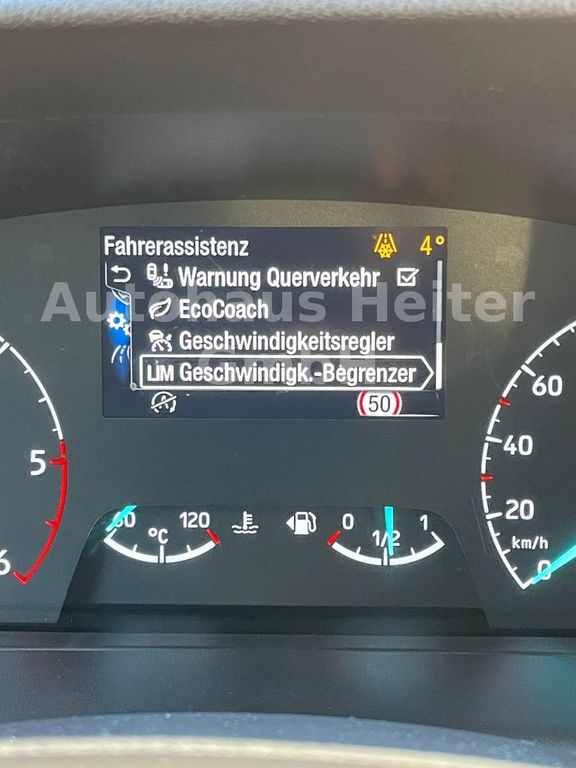 Fahrerassistenz 4°
Warnung Querverkehr
EcoCoach
Autohaus Heiter
Geschwindigkeitsregler
GmbH
LIM Geschwindigk.-Begrenzer
A 50
60
5 40
60 120 0 1 20
°C 1/2
6 km/h 0